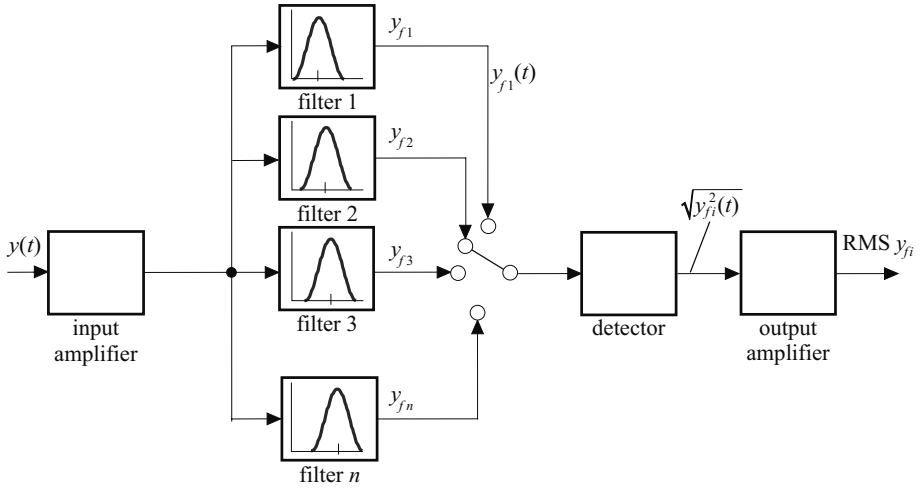 y_{f1}
filter 1
y_{f1}(t)
y_{f2}
filter 2
y(t)
input
amplifier
y_{f3}
filter 3
\sqrt{y_{fi}^2(t)}
RMS y_{fi}
detector
output
amplifier
y_{fn}
filter n